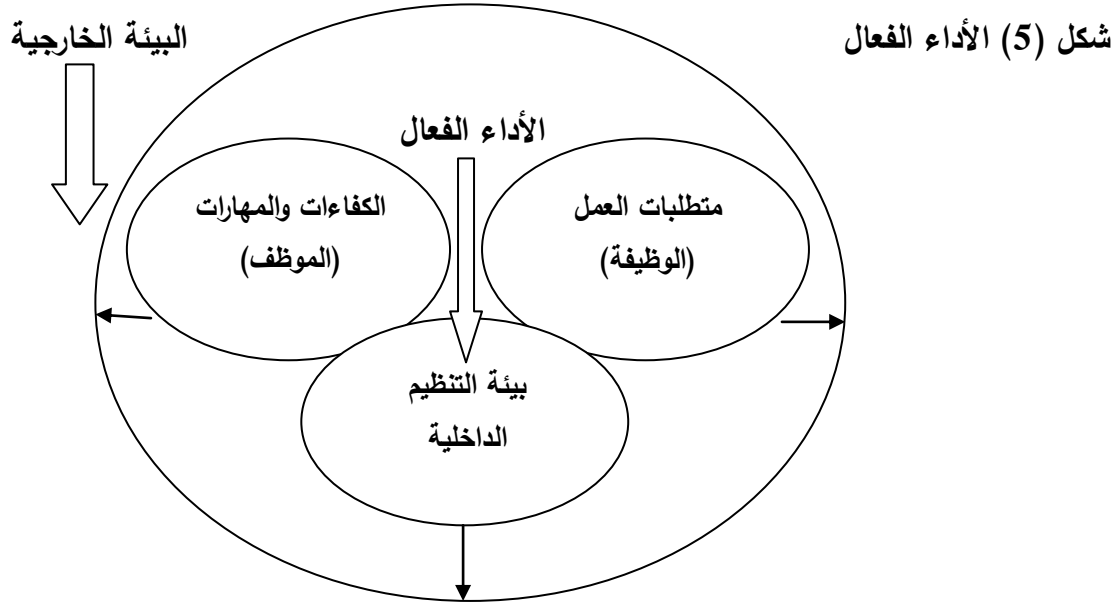 شكل (5) الأداء الفعال
البيئة الخارجية
الأداء الفعال
متطلبات العمل
(الوظيفة)
الكفاءات والمهارات
(الموظف)
بيئة التنظيم
الداخلية